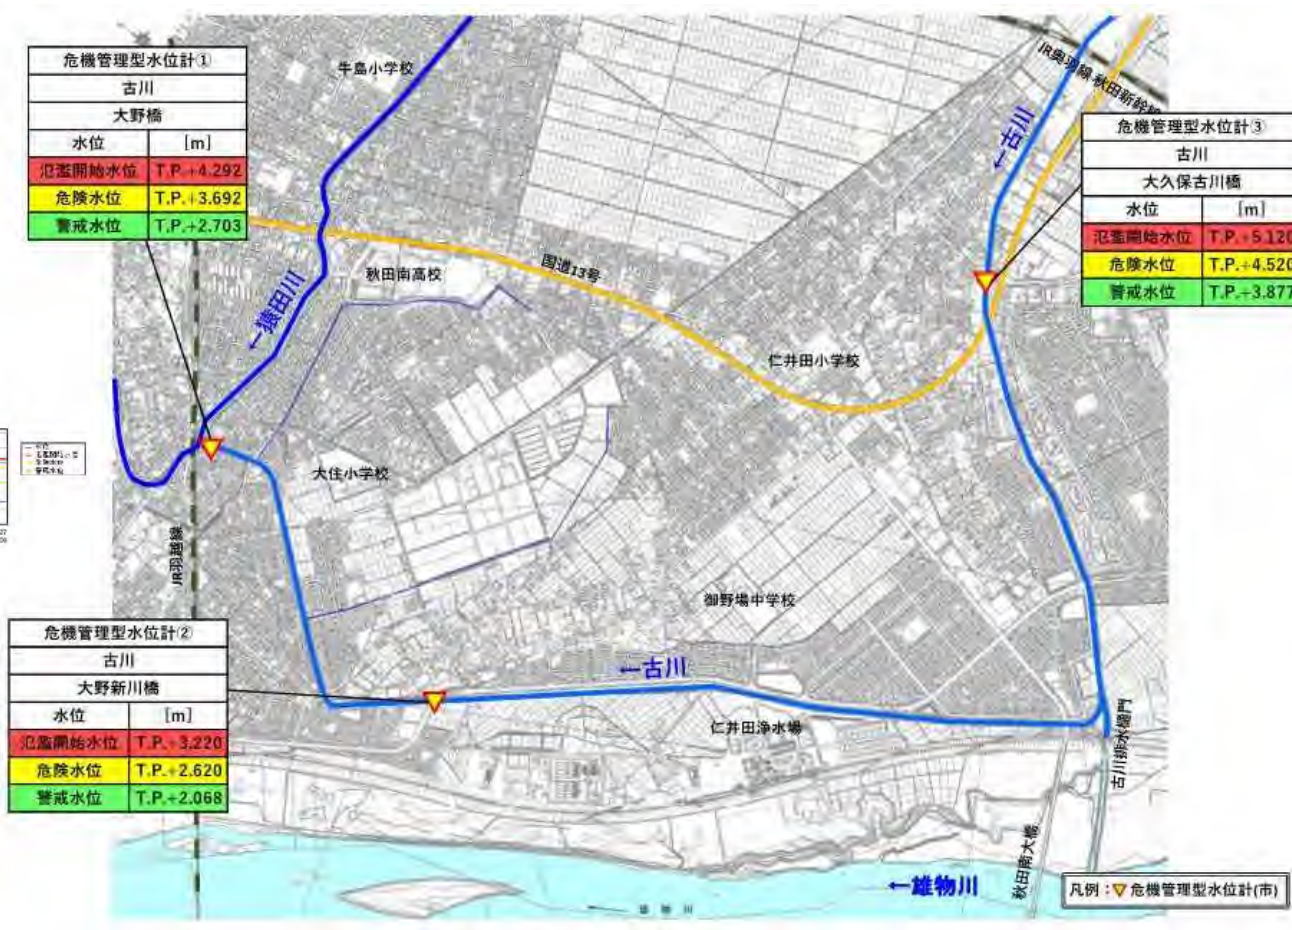 危機管理型水位計①
古川
大野橋
水位 [m]
氾濫開始水位 T.P.+4.292
危険水位 T.P.+3.692
警戒水位 T.P.+2.703
牛島小学校
JR奥羽線 秋田新幹線
←古川
危機管理型水位計③
古川
大久保古川橋
水位 [m]
氾濫開始水位 T.P.+5.120
危険水位 T.P.+4.520
警戒水位 T.P.+3.877
秋田南高校
国道13号
←猿田川
仁井田小学校
大住小学校
JR羽越線
御野場中学校
危機管理型水位計②
古川
大野新川橋
水位 [m]
氾濫開始水位 T.P.+3.220
危険水位 T.P.+2.620
警戒水位 T.P.+2.068
←古川
仁井田浄水場
古川排水樋門
秋田南大橋
←雄物川
凡例：▽危機管理型水位計(市)